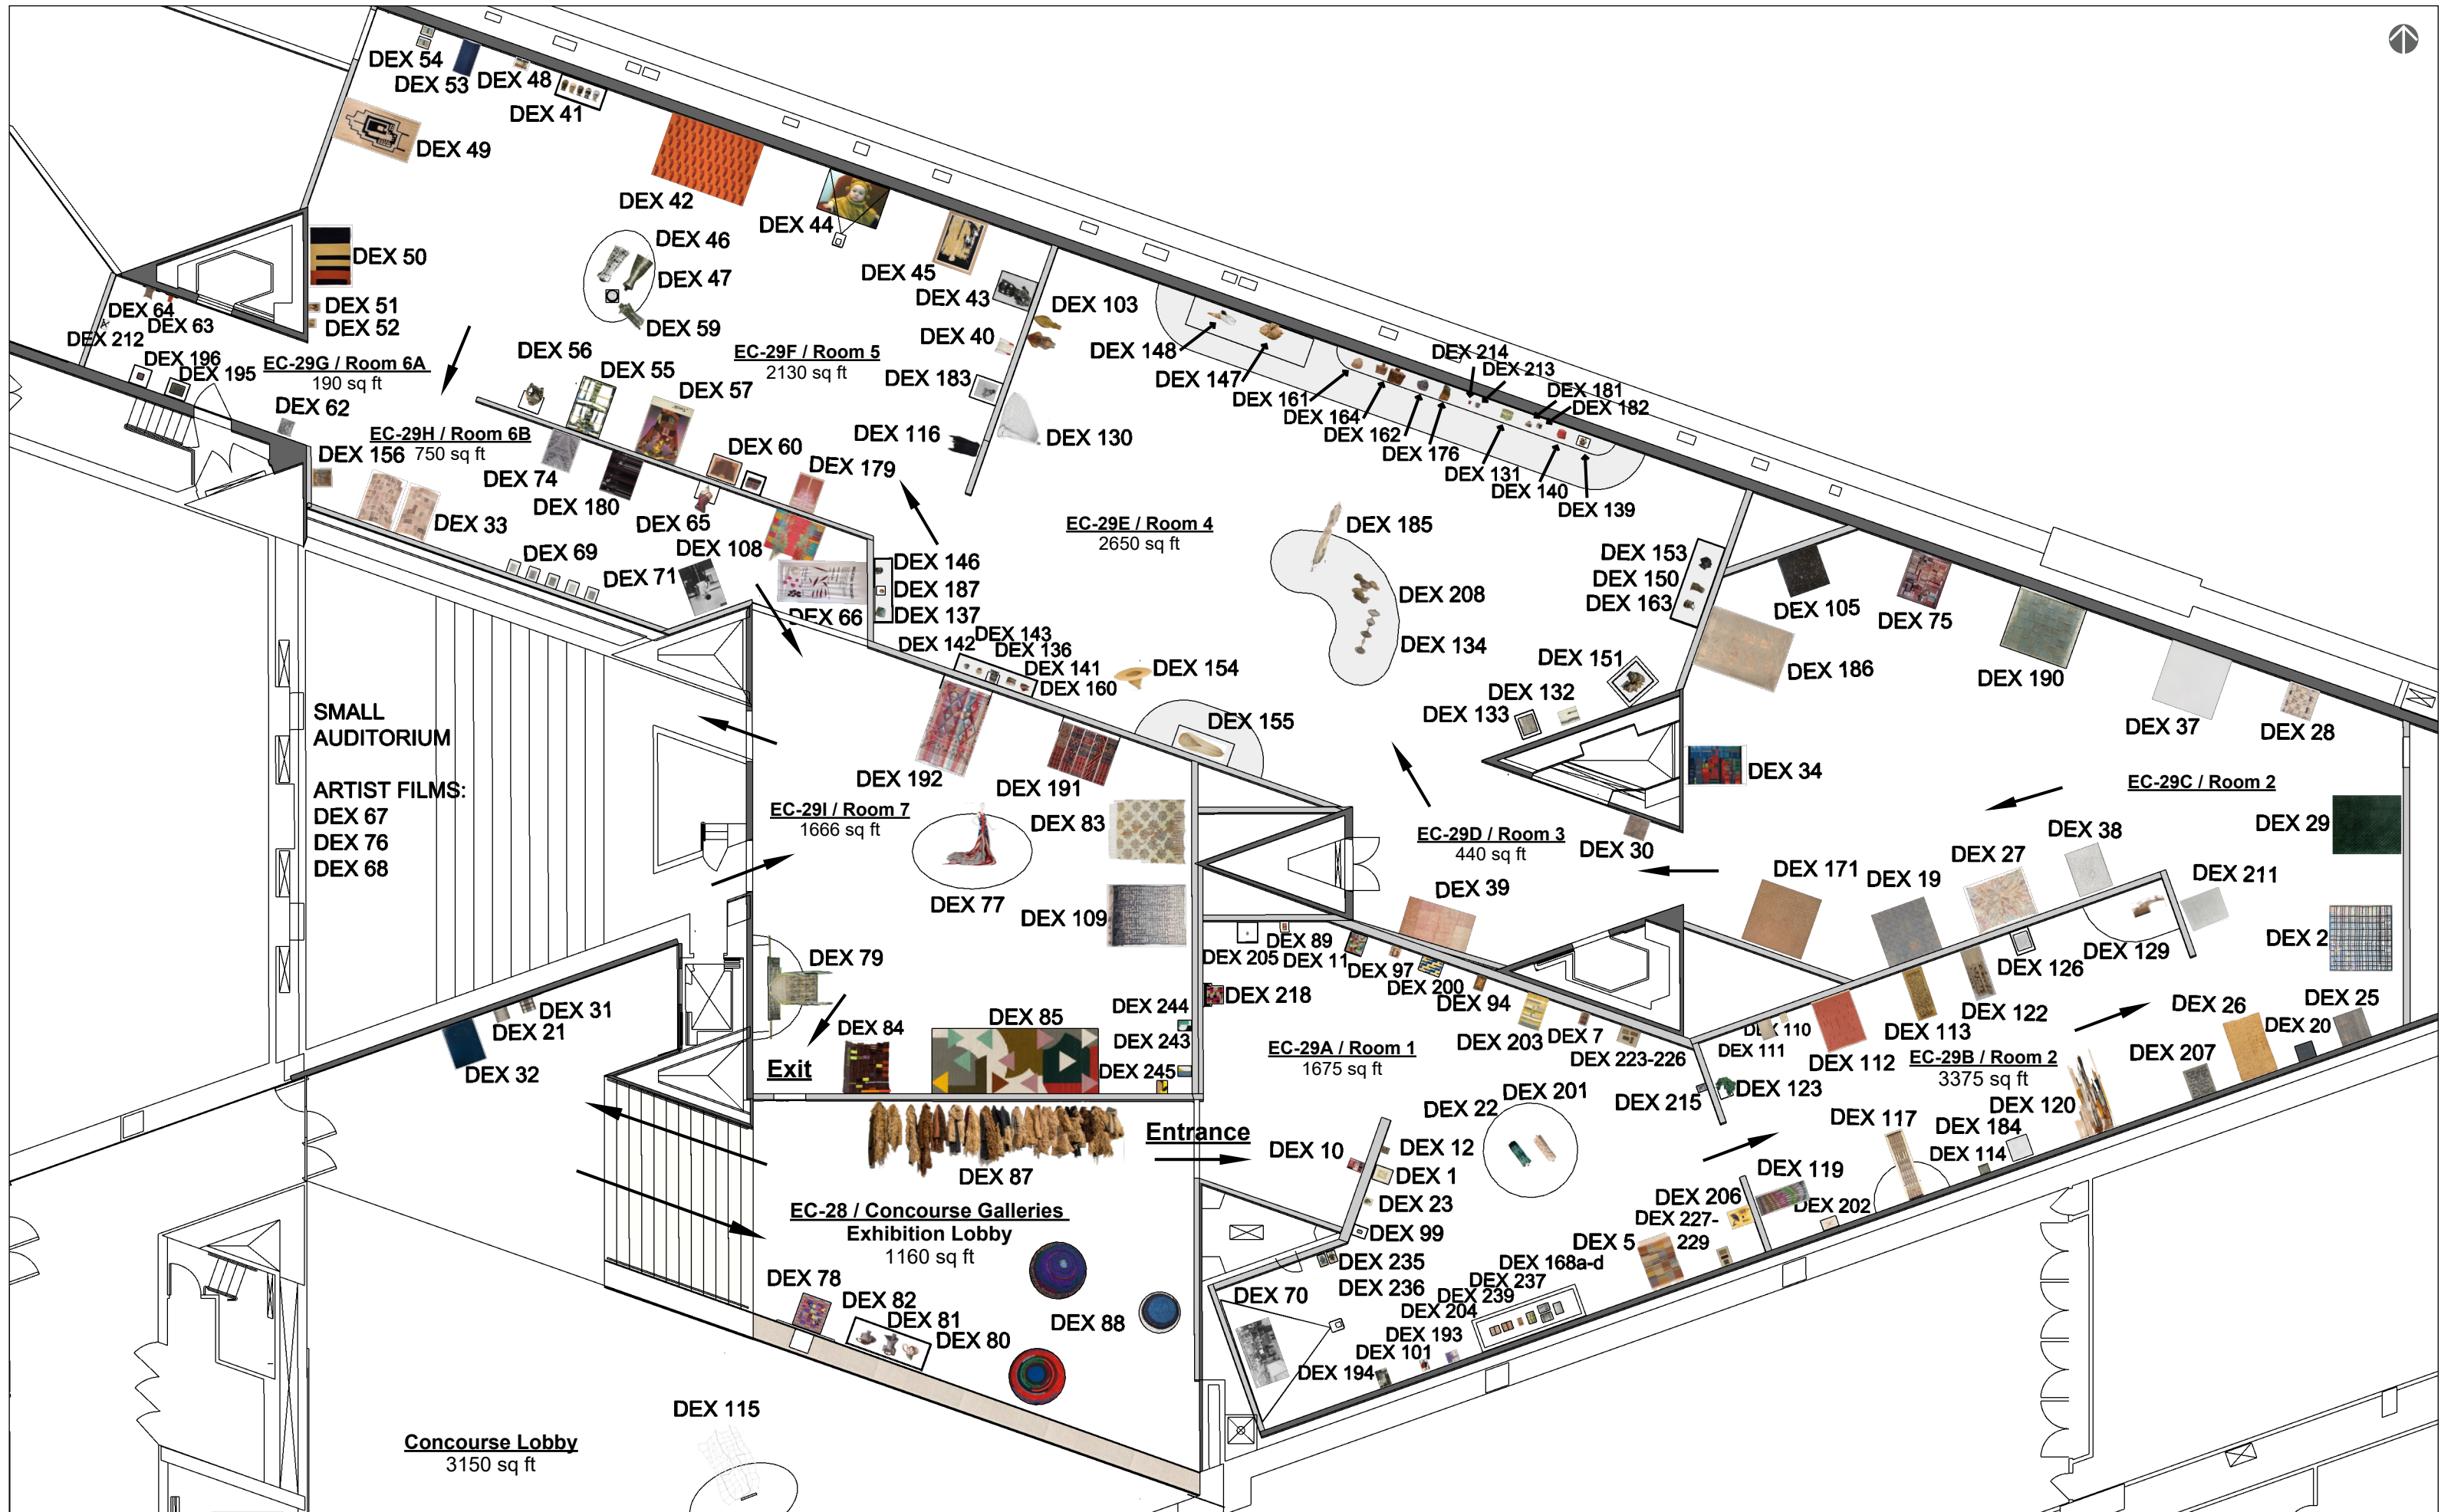 DEX 54
DEX 53
DEX 48
DEX 41
DEX 49
DEX 42
DEX 44
DEX 46
DEX 47
DEX 59
DEX 45
DEX 43
DEX 40
DEX 183
DEX 116
DEX 50
DEX 51
DEX 52
DEX 64
DEX 63
DEX 212
DEX 196
DEX 195
EC-29G / Room 6A
190 sq ft
EC-29F / Room 5
2130 sq ft
DEX 56
DEX 55
DEX 57
DEX 60
DEX 179
DEX 62
EC-29H / Room 6B
750 sq ft
DEX 156
DEX 33
DEX 74
DEX 180
DEX 65
DEX 108
DEX 69
DEX 71
DEX 66
DEX 103
DEX 130
DEX 148
DEX 147
DEX 161
DEX 164
DEX 162
DEX 176
DEX 214
DEX 213
DEX 181
DEX 182
DEX 131
DEX 140
DEX 139
EC-29E / Room 4
2650 sq ft
DEX 185
DEX 208
DEX 134
DEX 146
DEX 187
DEX 137
DEX 142
DEX 143
DEX 136
DEX 141
DEX 160
DEX 154
DEX 155
DEX 153
DEX 150
DEX 163
DEX 151
DEX 132
DEX 133
DEX 105
DEX 75
DEX 186
DEX 190
DEX 37
DEX 28
DEX 34
EC-29C / Room 2
DEX 29
DEX 38
DEX 27
DEX 19
DEX 171
DEX 211
DEX 2
DEX 30
EC-29D / Room 3
440 sq ft
DEX 39
SMALL
AUDITORIUM
ARTIST FILMS:
DEX 67
DEX 76
DEX 68
DEX 192
DEX 191
EC-29I / Room 7
1666 sq ft
DEX 83
DEX 77
DEX 109
DEX 79
DEX 84
DEX 85
DEX 244
DEX 243
DEX 245
Exit
DEX 31
DEX 21
DEX 32
DEX 205
DEX 89
DEX 11
DEX 97
DEX 200
DEX 94
DEX 218
DEX 203
DEX 7
DEX 223-226
EC-29A / Room 1
1675 sq ft
DEX 110
DEX 111
DEX 112
DEX 113
DEX 122
DEX 126
DEX 129
EC-29B / Room 2
3375 sq ft
DEX 26
DEX 25
DEX 20
DEX 207
DEX 120
DEX 184
DEX 114
DEX 117
DEX 123
DEX 215
DEX 119
DEX 202
DEX 206
DEX 227-
229
DEX 5
DEX 22
DEX 201
DEX 10
DEX 12
DEX 1
DEX 23
DEX 99
DEX 235
DEX 236
DEX 168a-d
DEX 237
DEX 239
DEX 204
DEX 193
DEX 101
DEX 194
DEX 70
Entrance
DEX 87
EC-28 / Concourse Galleries
Exhibition Lobby
1160 sq ft
DEX 78
DEX 82
DEX 81
DEX 80
DEX 88
DEX 115
Concourse Lobby
3150 sq ft